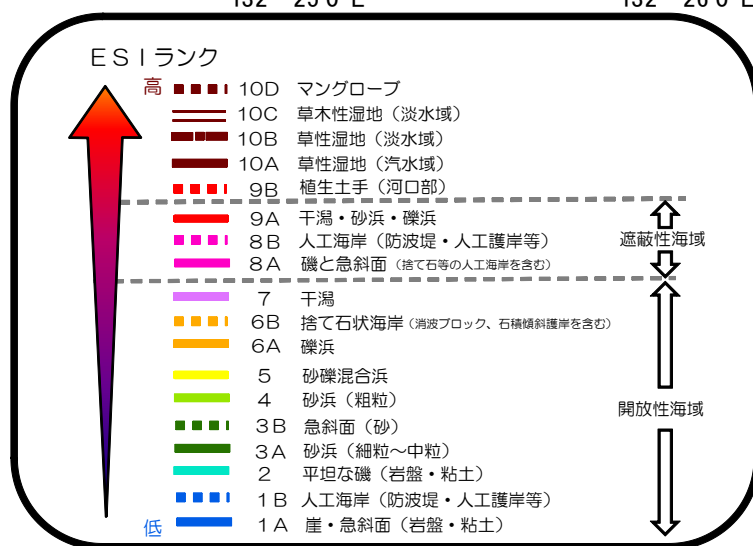 132° 25'0"E 132° 26'0"E
ESIランク
高 10D マングローブ
10C 草木性湿地（淡水域）
10B 草性湿地（淡水域）
10A 草性湿地（汽水域）
9B 植生土手（河口部）
9A 干潟・砂浜・礫浜
8B 人工海岸（防波堤・人工護岸等）
遮蔽性海域
8A 磯と急斜面（捨て石等の人工海岸を含む）
7 干潟
6B 捨て石状海岸（消波ブロック、石積傾斜護岸を含む）
6A 礫浜
5 砂礫混合浜
4 砂浜（粗粒）
開放性海域
3B 急斜面（砂）
3A 砂浜（細粒～中粒）
2 平坦な磯（岩盤・粘土）
1B 人工海岸（防波堤・人工護岸等）
低 1A 崖・急斜面（岩盤・粘土）